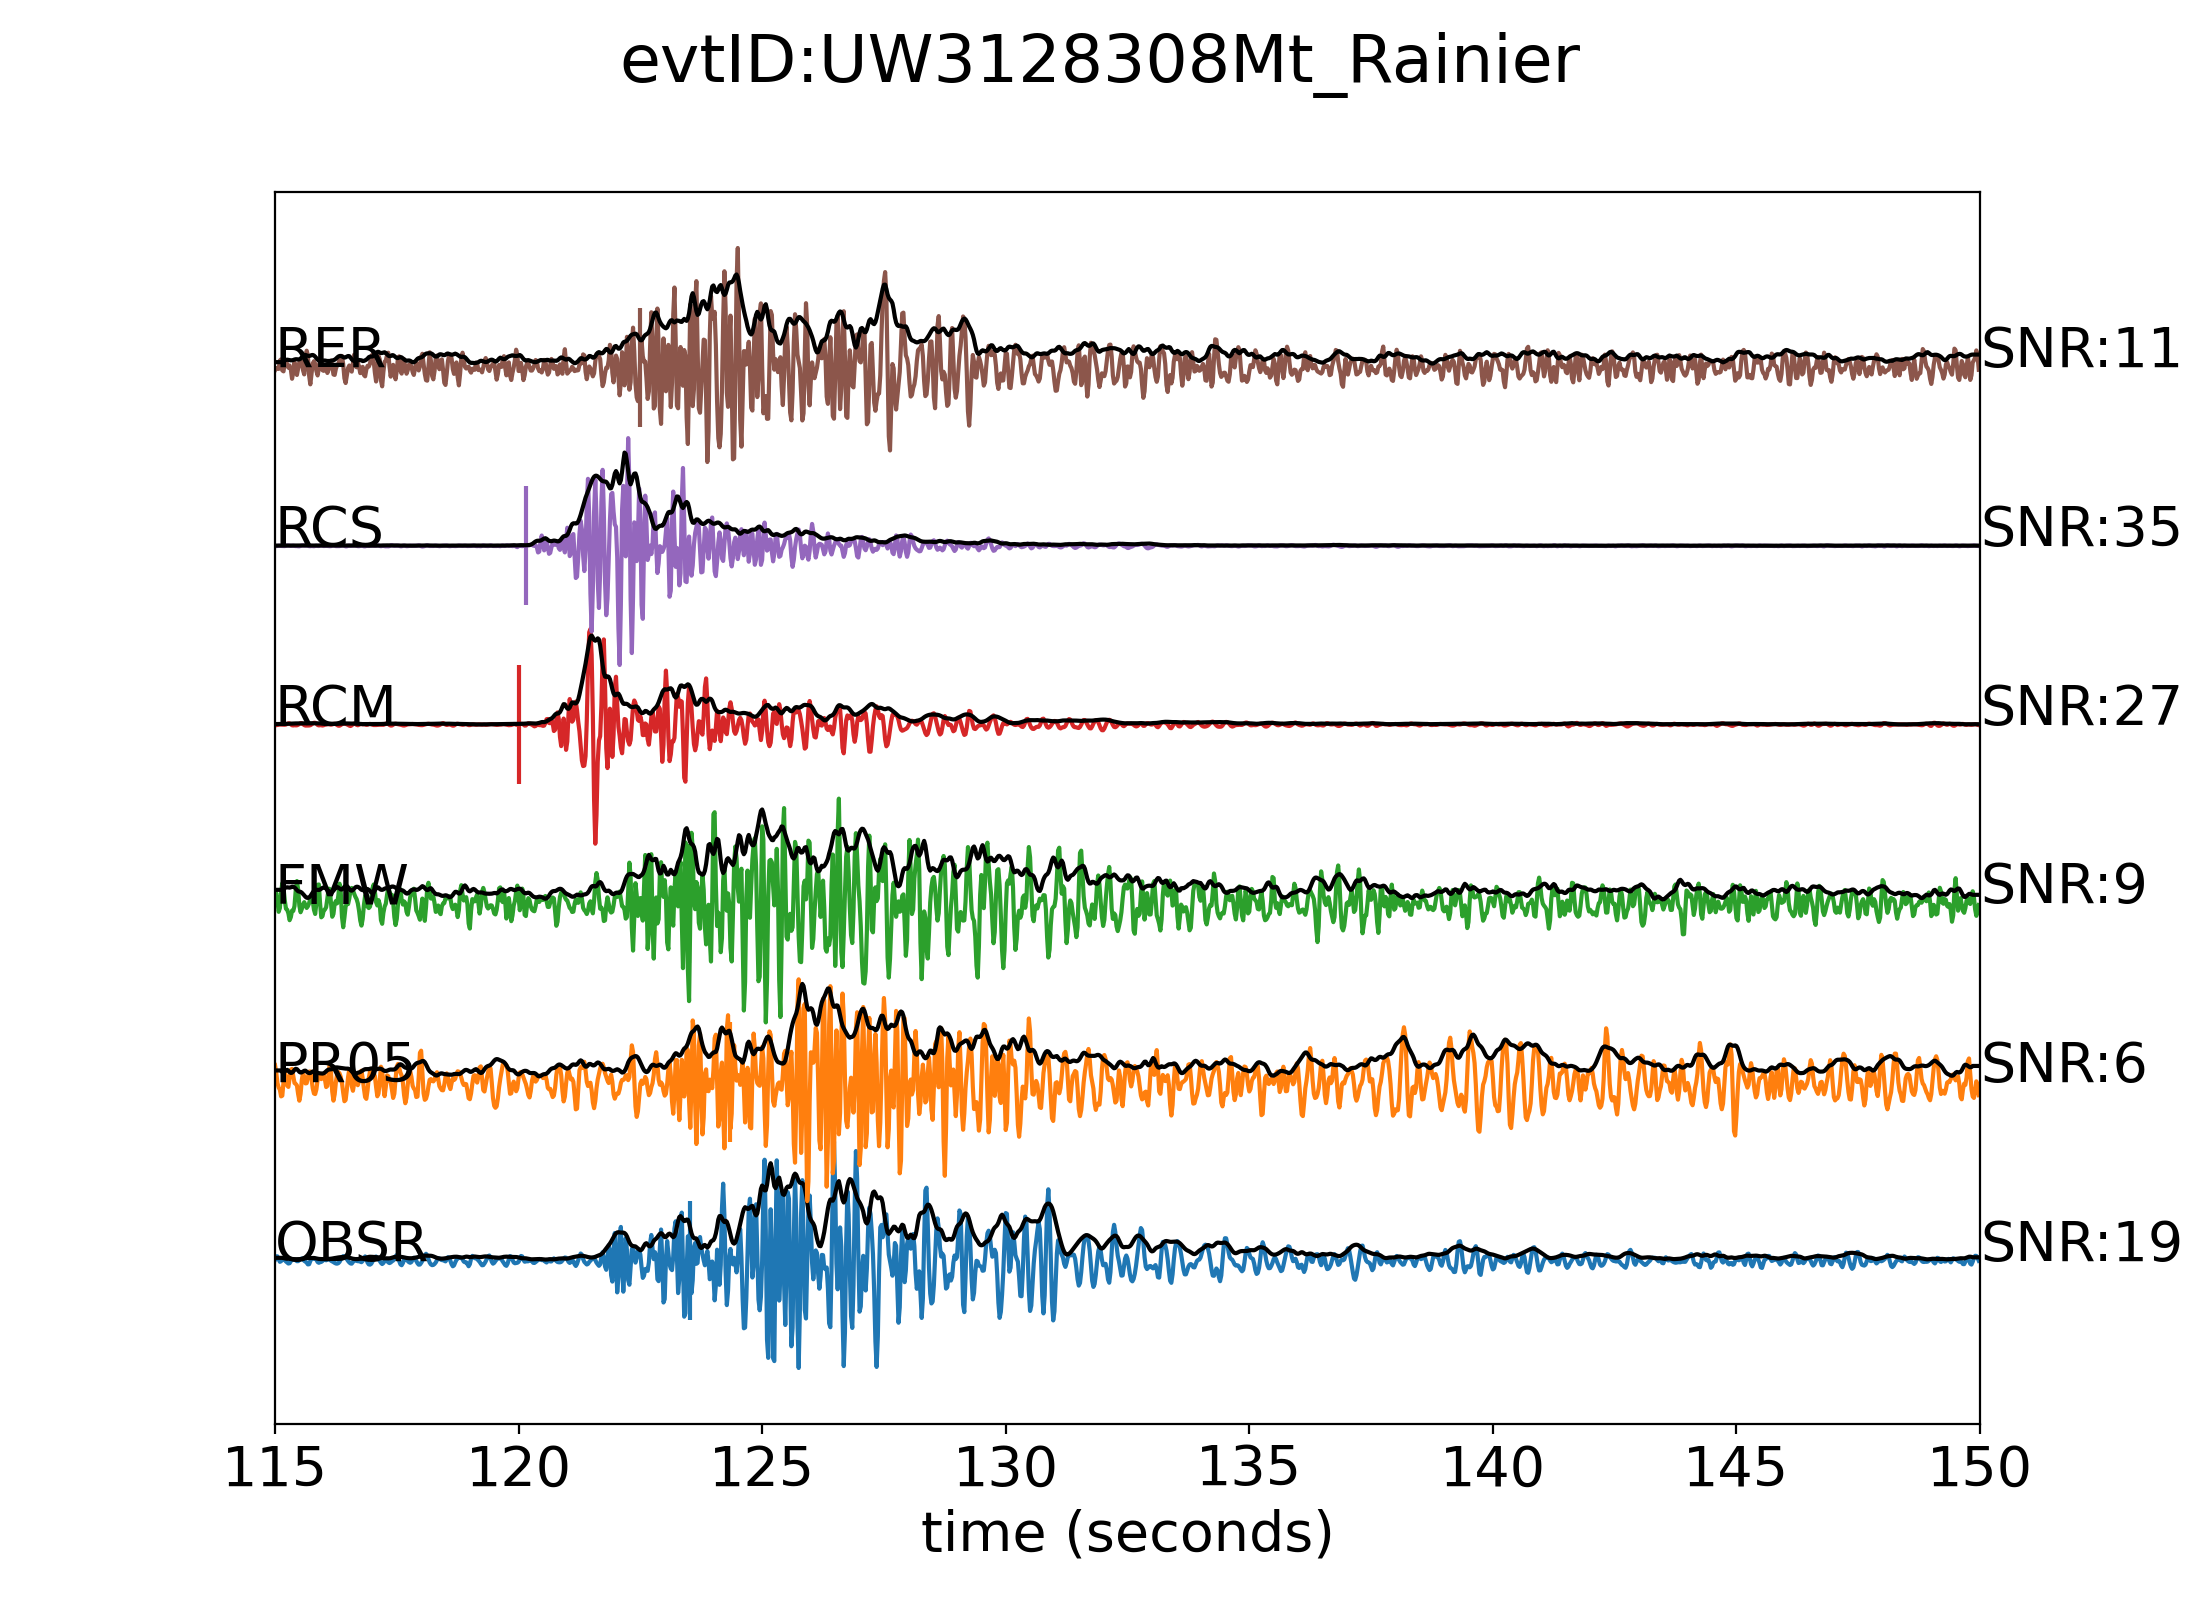 evtID:UW3128308Mt_Rainier
RER SNR:11
RCS SNR:35
RCM SNR:27
FMW SNR:9
PR05 SNR:6
OBSR SNR:19
115 120 125 130 135 140 145 150
time (seconds)